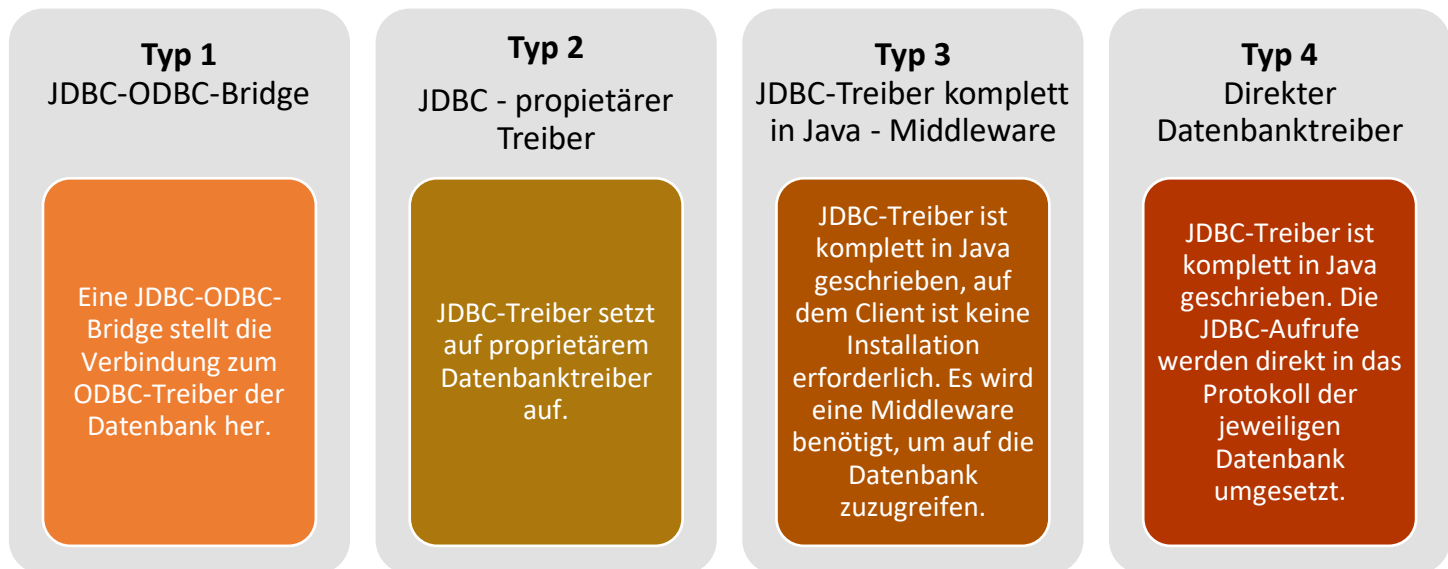 Typ 1
JDBC-ODBC-Bridge
Eine JDBC-ODBC-
Bridge stellt die
Verbindung zum
ODBC-Treiber der
Datenbank her.
Typ 2
JDBC - propietärer
Treiber
JDBC-Treiber setzt
auf proprietärem
Datenbanktreiber
auf.
Typ 3
JDBC-Treiber komplett
in Java - Middleware
JDBC-Treiber ist
komplett in Java
geschrieben, auf
dem Client ist keine
Installation
erforderlich. Es wird
eine Middleware
benötigt, um auf die
Datenbank
zuzugreifen.
Typ 4
Direkter
Datenbanktreiber
JDBC-Treiber ist
komplett in Java
geschrieben. Die
JDBC-Aufrufe
werden direkt in das
Protokoll der
jeweiligen
Datenbank
umgesetzt.